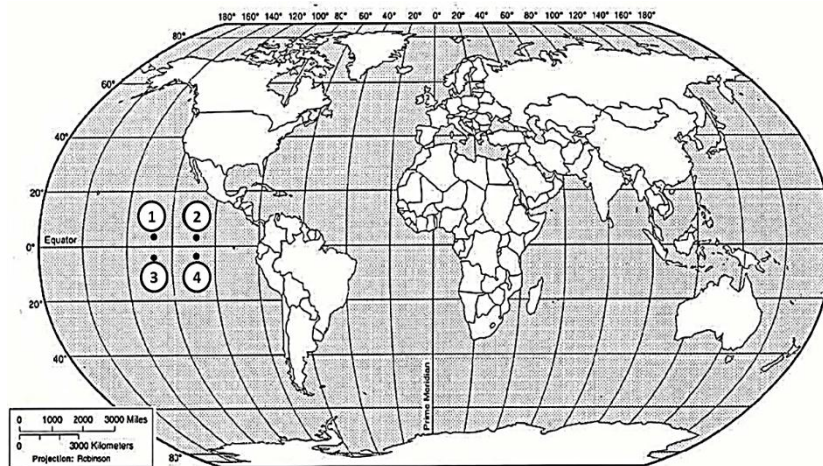 180° 160° 140° 120° 100° 80° 60° 40° 20° 0° 20° 40° 60° 80° 100° 120° 140° 160° 180°
80°
60°
40°
20°
1 2
Equator 0°
3 4
20°
40°
Prime Meridian
0 1000 2000 3000 Miles
0 3000 Kilometers
Projection: Robinson
80°